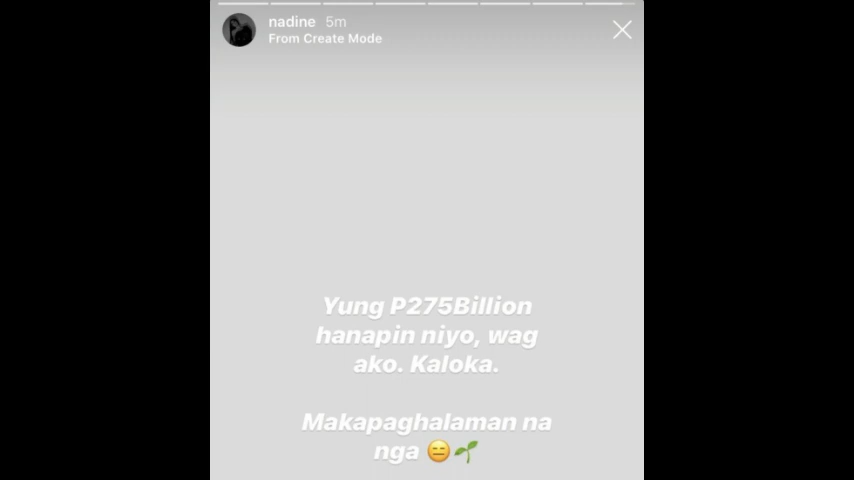 nadine 5m
From Create Mode
Yung P275Billion
hanapin niyo, wag
ako. Kaloka.
Makapaghalaman na
nga 😑🌱